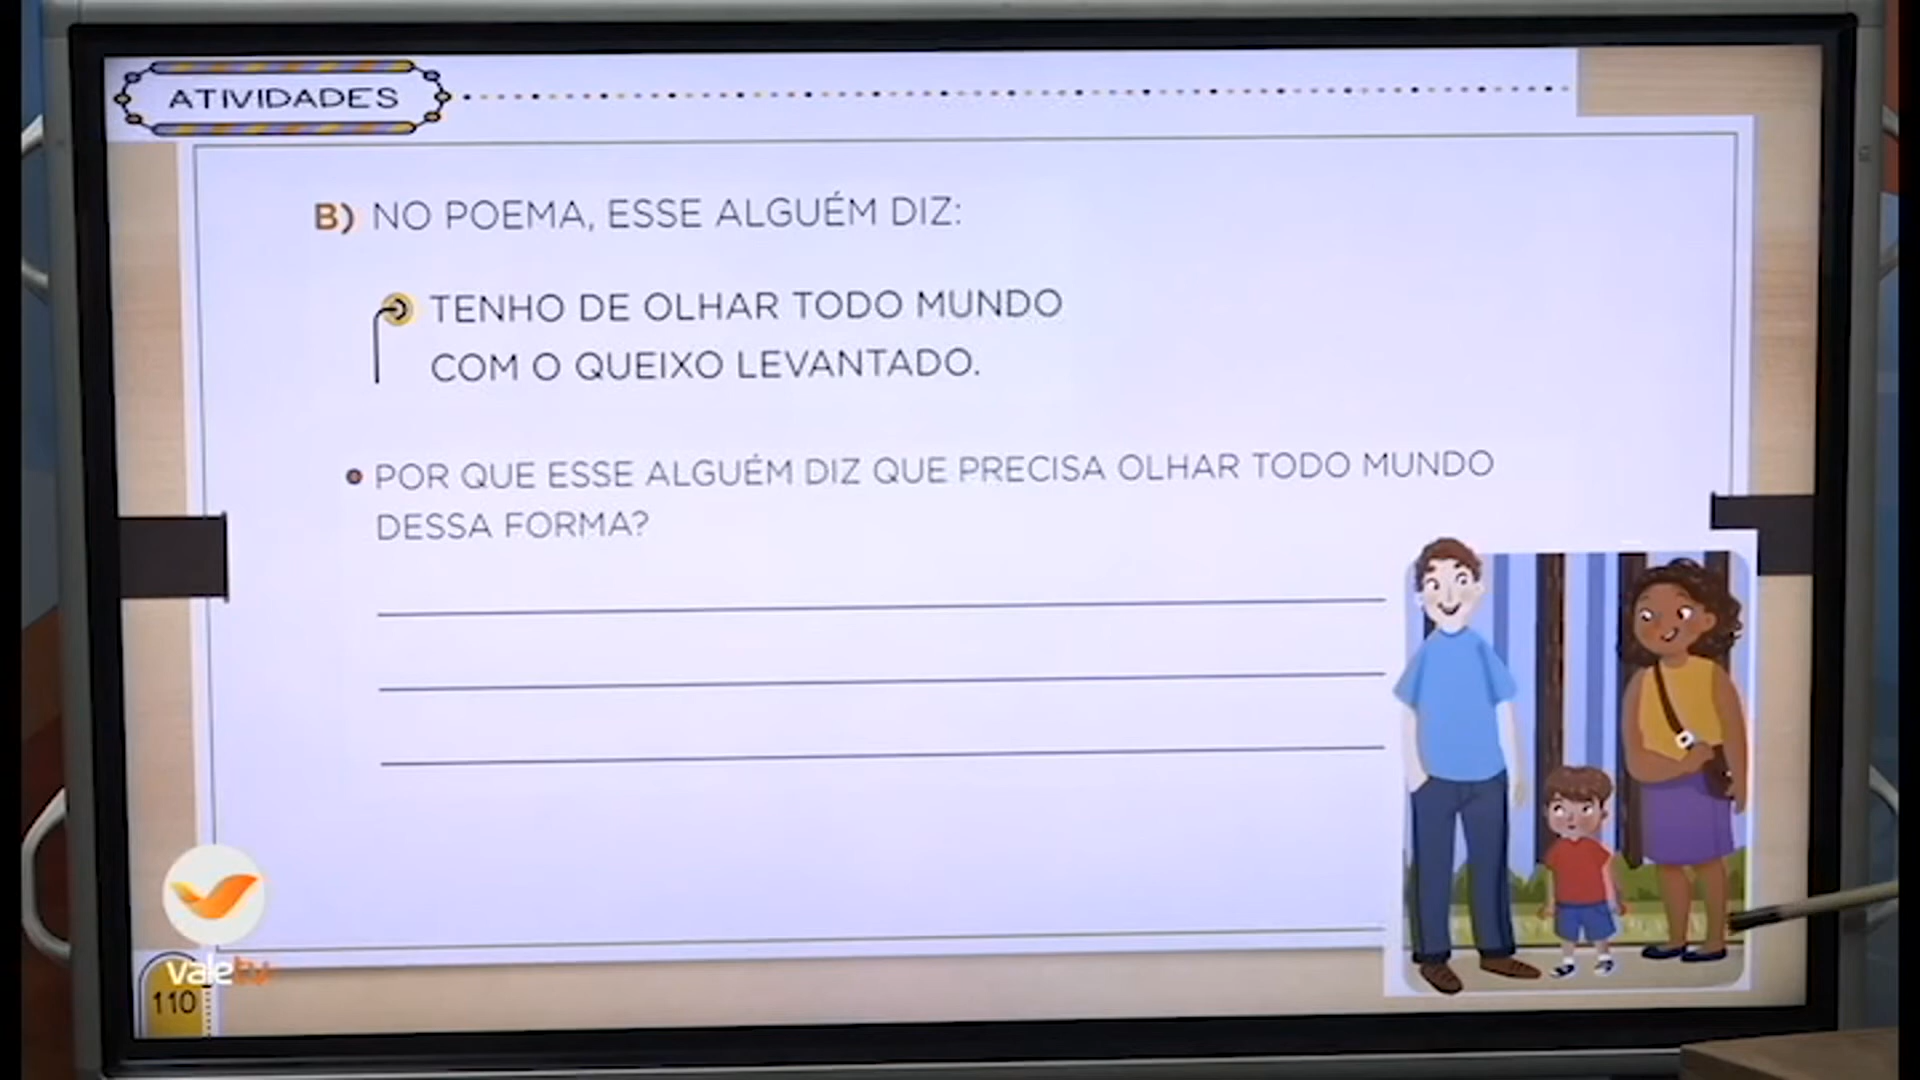 ATIVIDADES
B) NO POEMA, ESSE ALGUÉM DIZ:
TENHO DE OLHAR TODO MUNDO
COM O QUEIXO LEVANTADO.
• POR QUE ESSE ALGUÉM DIZ QUE PRECISA OLHAR TODO MUNDO
DESSA FORMA?
valetv
110